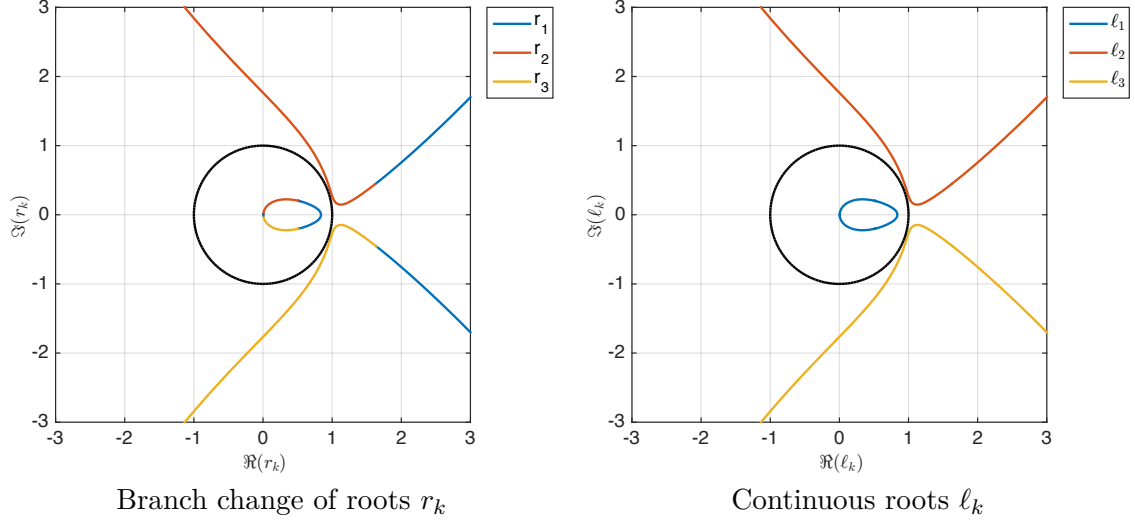 3
2
1
0
-1
-2
-3
-3 -2 -1 0 1 2 3
ℑ(r_k)
ℜ(r_k)
r_1
r_2
r_3
Branch change of roots r_k
3
2
1
0
-1
-2
-3
-3 -2 -1 0 1 2 3
ℑ(ℓ_k)
ℜ(ℓ_k)
ℓ_1
ℓ_2
ℓ_3
Continuous roots ℓ_k